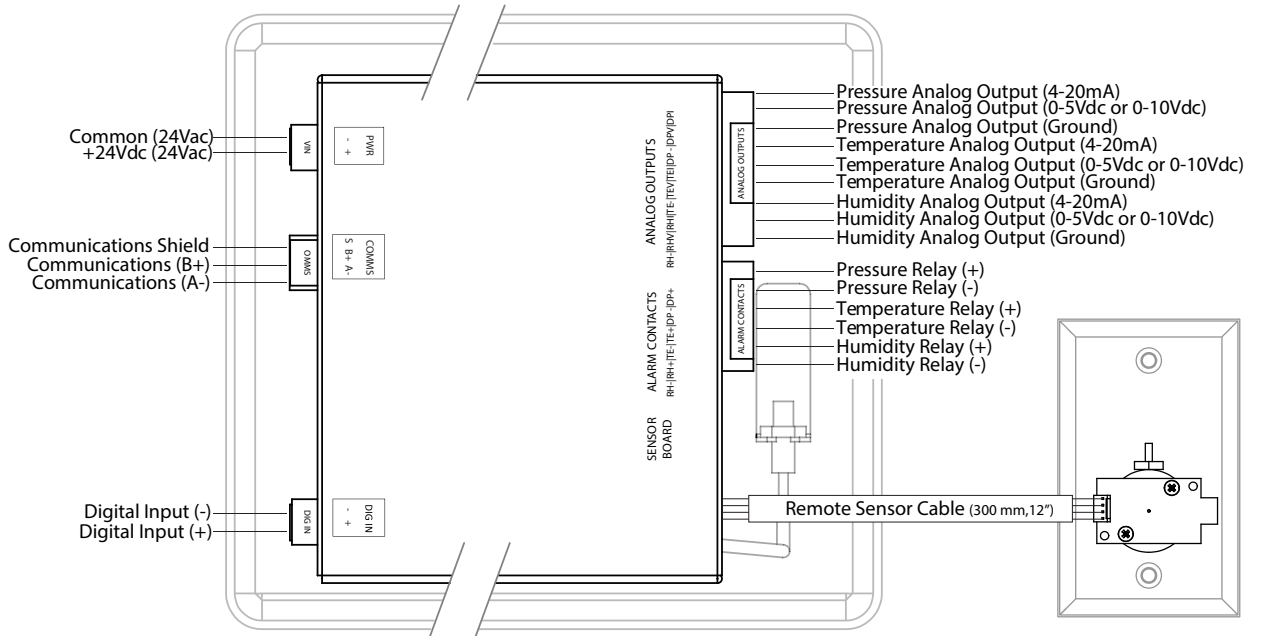 Common (24Vac)
+24Vdc (24Vac)
VIN
PWR
- +
Communications Shield
Communications (B+)
Communications (A-)
OMMS
COMMS
S B+ A-
Digital Input (-)
Digital Input (+)
DIG IN
DIG IN
- +
ANALOG OUTPUTS
RH-|RHV|RHI|TE-|TEV|TEI|DP-|DPV|DPI
ANALOG OUTPUTS
Pressure Analog Output (4-20mA)
Pressure Analog Output (0-5Vdc or 0-10Vdc)
Pressure Analog Output (Ground)
Temperature Analog Output (4-20mA)
Temperature Analog Output (0-5Vdc or 0-10Vdc)
Temperature Analog Output (Ground)
Humidity Analog Output (4-20mA)
Humidity Analog Output (0-5Vdc or 0-10Vdc)
Humidity Analog Output (Ground)
ALARM CONTACTS
RH-|RH+|TE-|TE+|DP-|DP+
ALARM CONTACTS
Pressure Relay (+)
Pressure Relay (-)
Temperature Relay (+)
Temperature Relay (-)
Humidity Relay (+)
Humidity Relay (-)
SENSOR
BOARD
Remote Sensor Cable (300 mm,12")